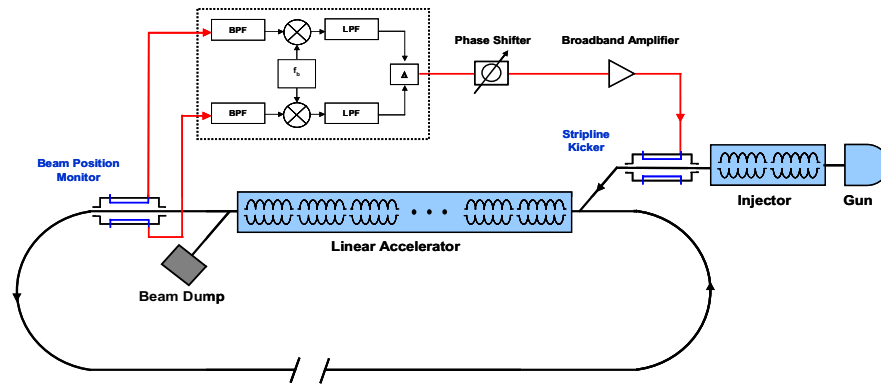 BPF
LPF
f_b
Δ
BPF
LPF
Phase Shifter
Broadband Amplifier
Stripline
Kicker
Beam Position
Monitor
Injector
Gun
Linear Accelerator
Beam Dump